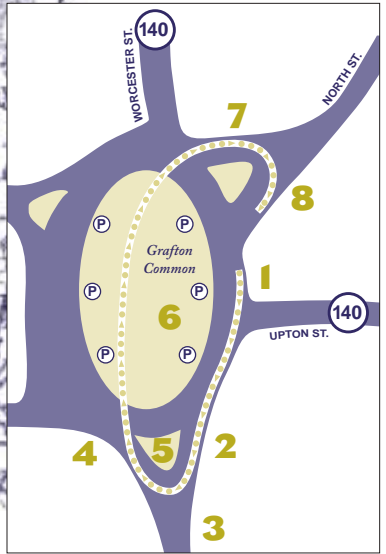 140
WORCESTER ST.
NORTH ST.
7
8
P
P
Grafton
Common
1
P
P
6
140
UPTON ST.
P
P
4
5
2
3